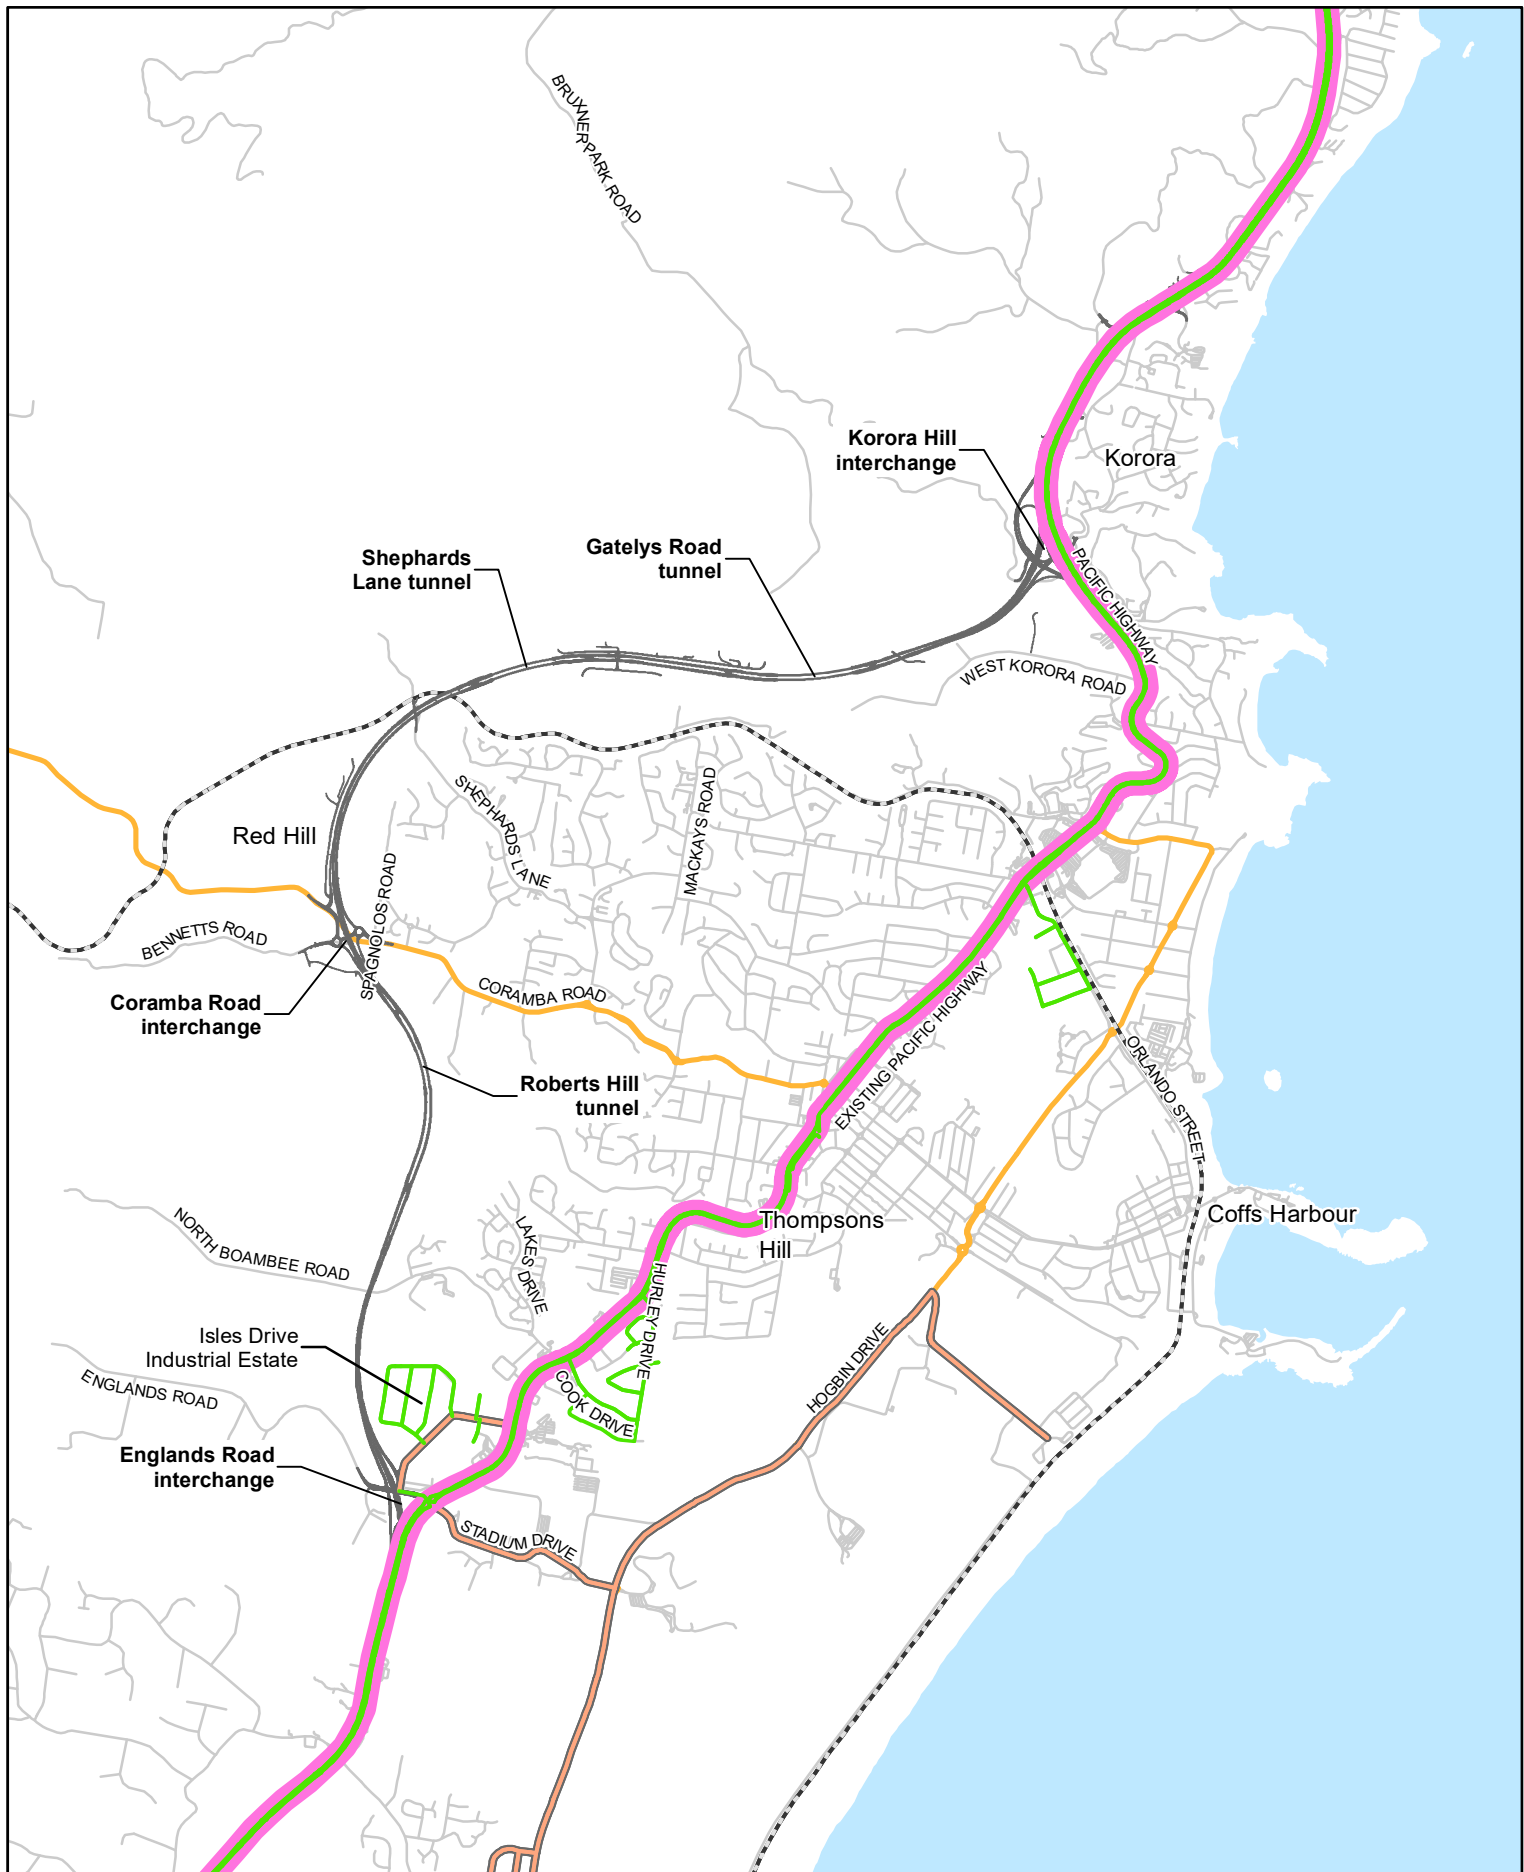 BRUXNER PARK ROAD
Korora Hill
interchange
Korora
Shephards
Lane tunnel
Gatelys Road
tunnel
PACIFIC HIGHWAY
WEST KORORA ROAD
SHEPHARDS LANE
MACKAYS ROAD
Red Hill
SPAGNOLOS ROAD
BENNETTS ROAD
Coramba Road
interchange
CORAMBA ROAD
EXISTING PACIFIC HIGHWAY
ORLANDO STREET
Roberts Hill
tunnel
NORTH BOAMBEE ROAD
LAKES DRIVE
Thompsons
Hill
Coffs Harbour
HURLEY DRIVE
Isles Drive
Industrial Estate
ENGLANDS ROAD
COOK DRIVE
HOGBIN DRIVE
Englands Road
interchange
STADIUM DRIVE